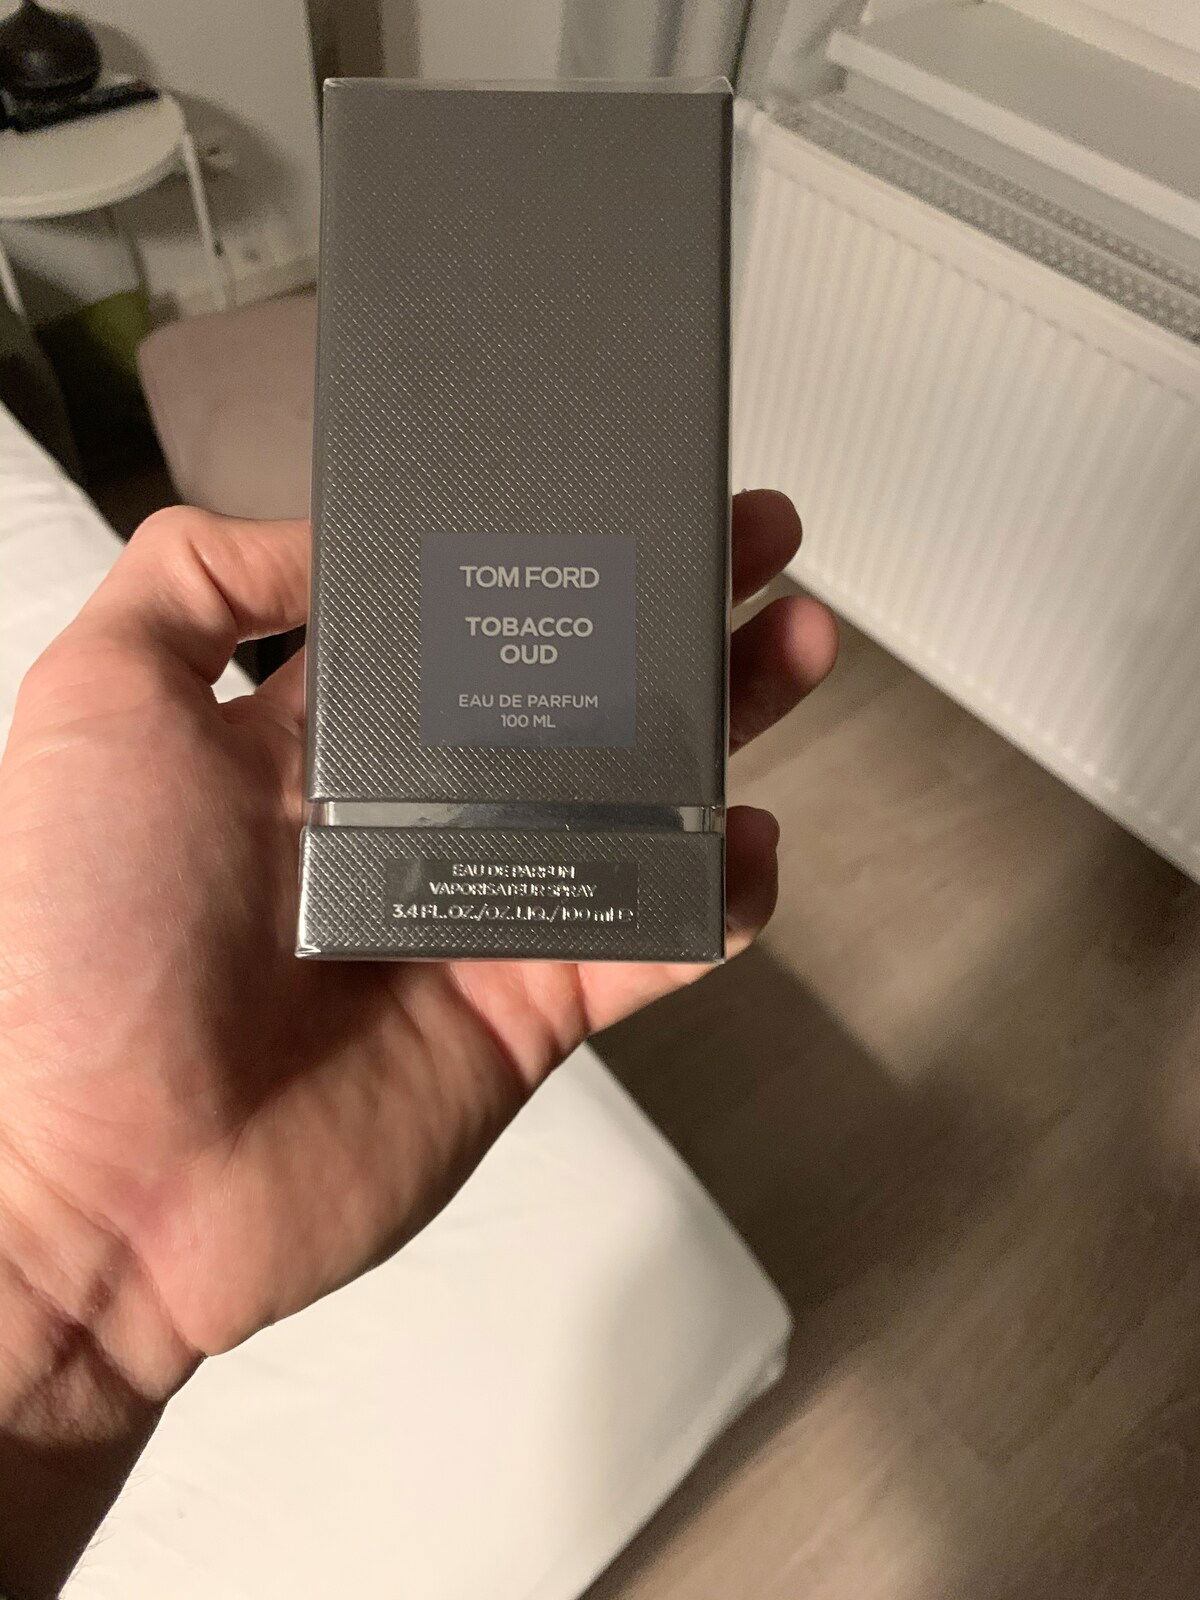 TOM FORD
TOBACCO
OUD
EAU DE PARFUM
100 ML
EAU DE PARFUM
VAPORISATEUR SPRAY
3.4 FL.OZ./OZ.LIQ./100 ml e